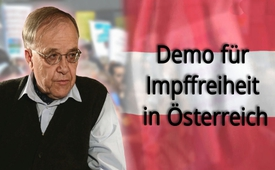 Demo für
Impffreiheit
in Österreich